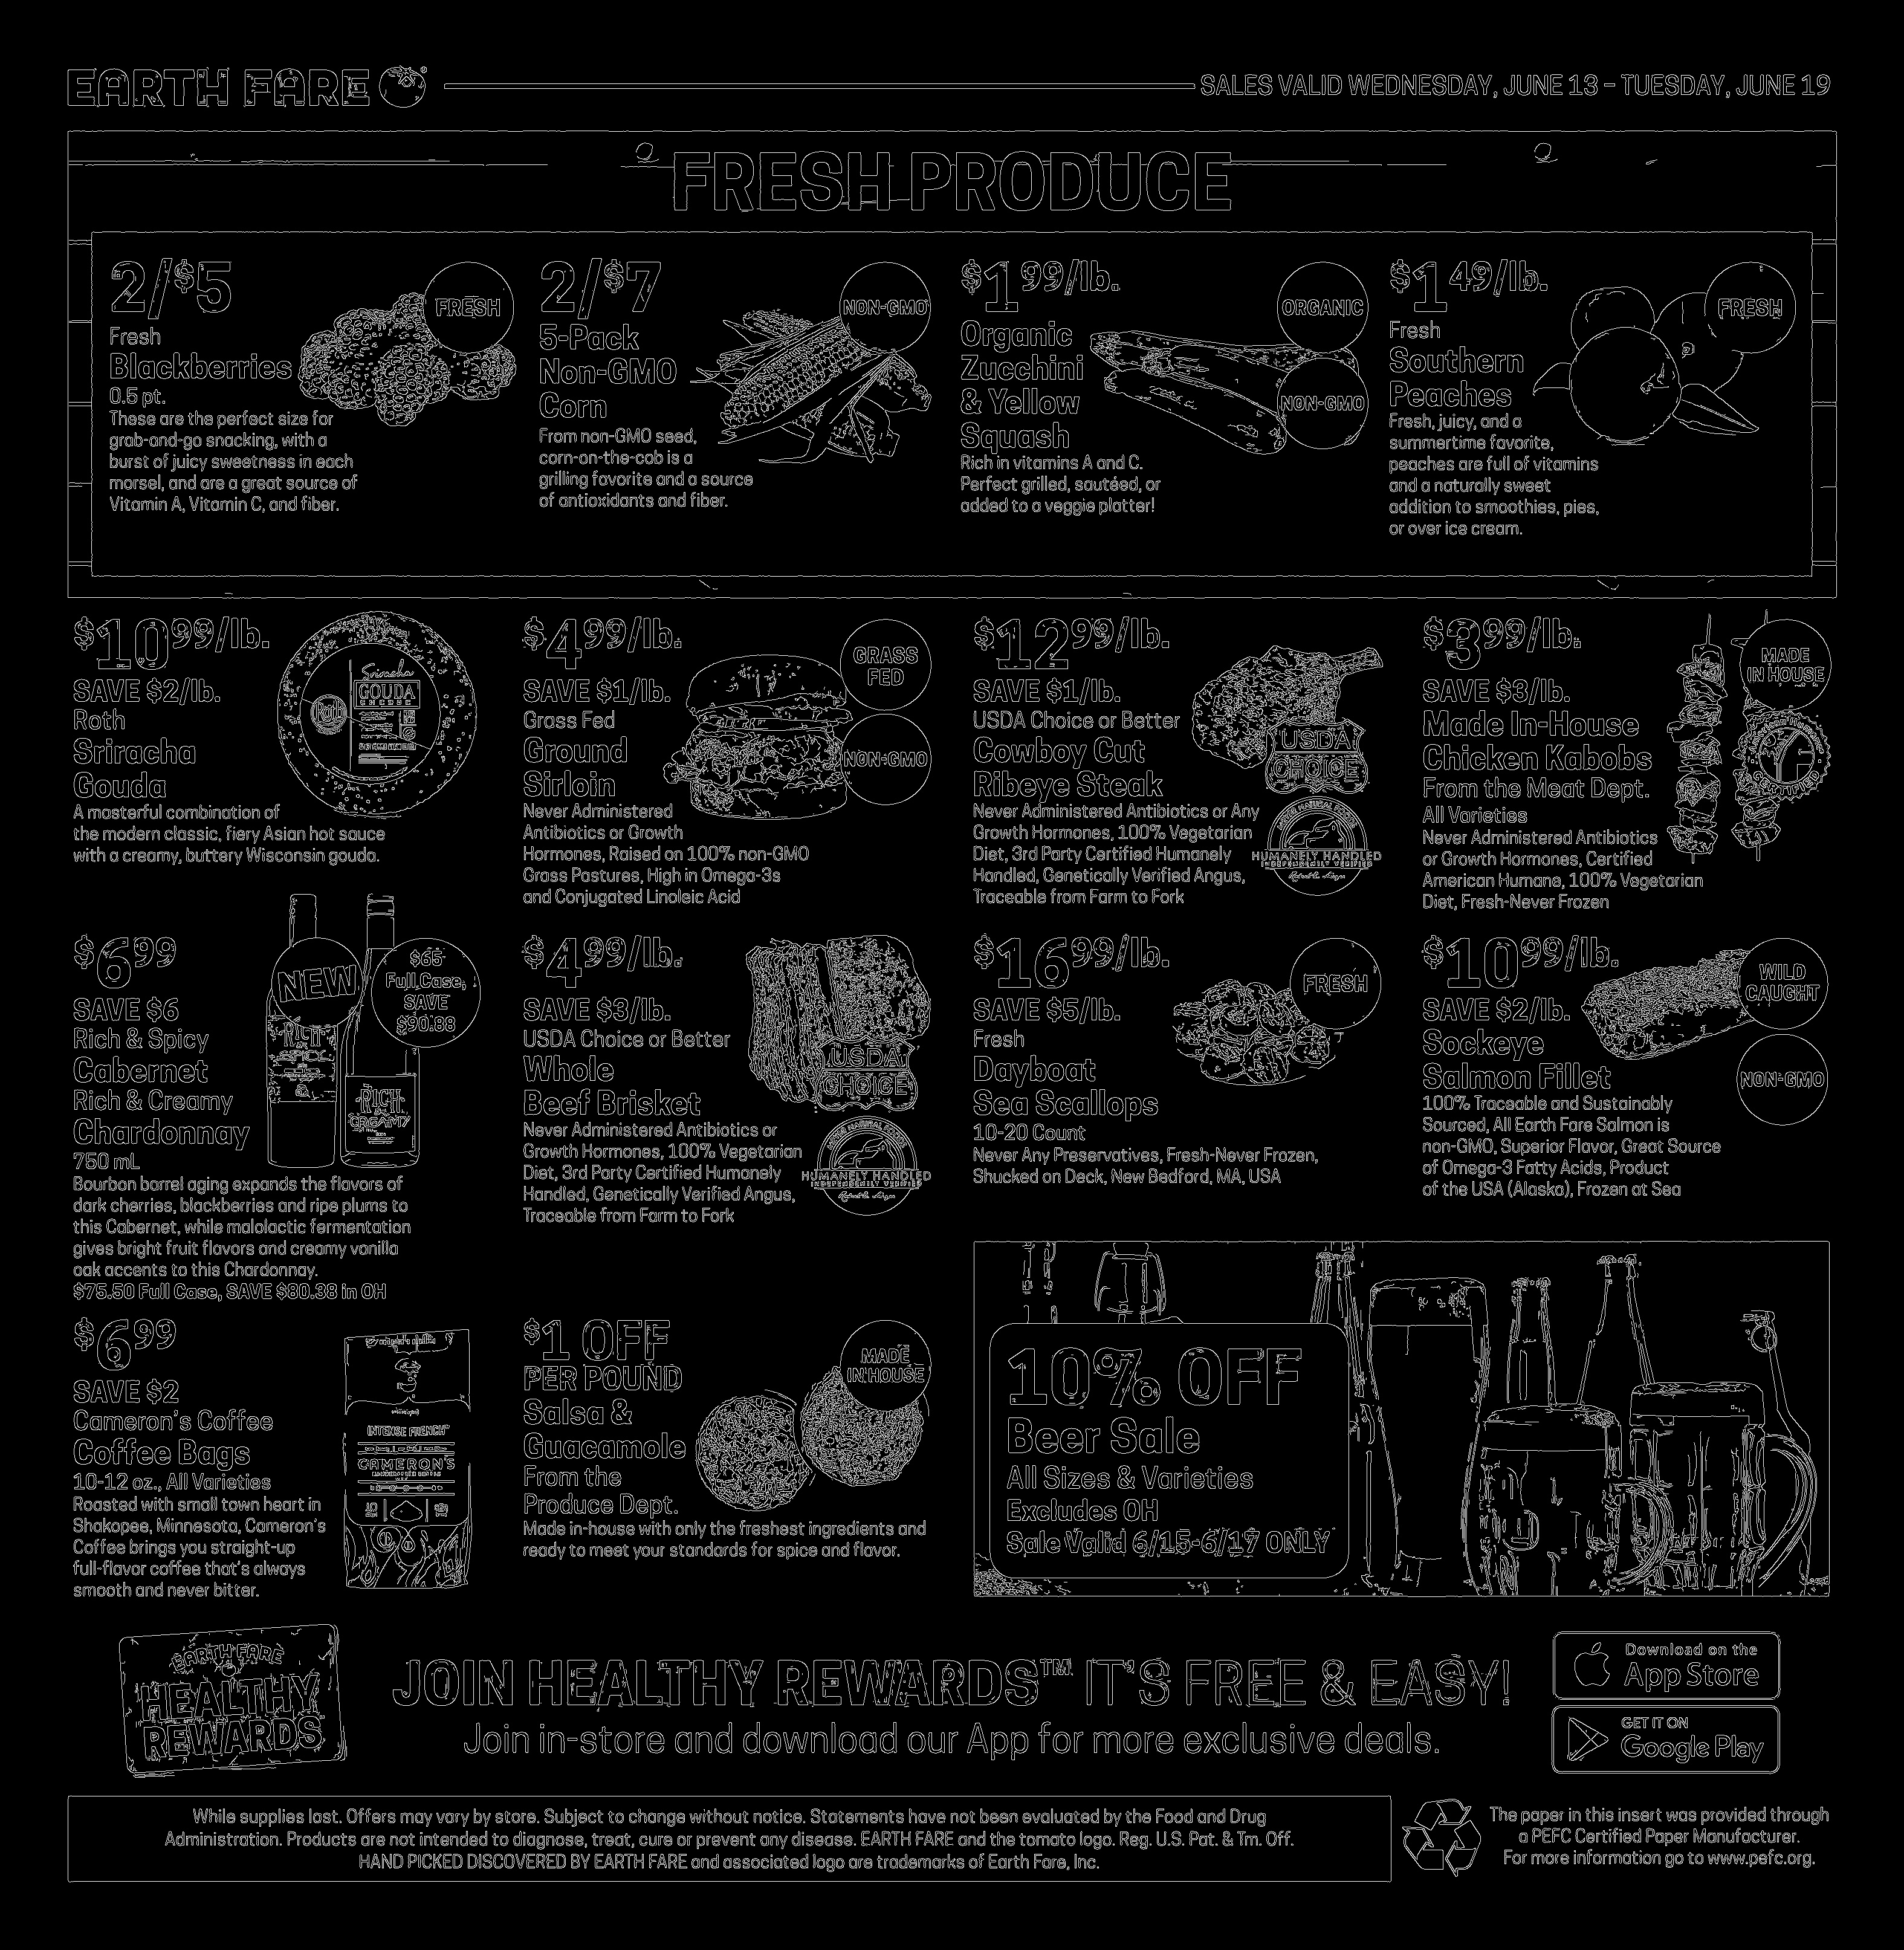 EARTH FARE
SALES VALID WEDNESDAY, JUNE 13 – TUESDAY, JUNE 19
FRESH PRODUCE
2/$5
FRESH
Fresh
Blackberries
0.5 pt.
These are the perfect size for
grab-and-go snacking, with a
burst of juicy sweetness in each
morsel, and are a great source of
Vitamin A, Vitamin C, and fiber.
2/$7
NON-GMO
5-Pack
Non-GMO
Corn
From non-GMO seed,
corn-on-the-cob is a
grilling favorite and a source
of antioxidants and fiber.
$1 99/lb.
ORGANIC
NON-GMO
Organic
Zucchini
& Yellow
Squash
Rich in vitamins A and C.
Perfect grilled, sautéed, or
added to a veggie platter!
$1 49/lb.
FRESH
Fresh
Southern
Peaches
Fresh, juicy, and a
summertime favorite,
peaches are full of vitamins
and a naturally sweet
addition to smoothies, pies,
or over ice cream.
$10 99/lb.
SAVE $2/lb.
Roth
Sriracha
Gouda
A masterful combination of
the modern classic, fiery Asian hot sauce
with a creamy, buttery Wisconsin gouda.
Sriracha
GOUDA
CHEESE
Roth
$4 99/lb.
SAVE $1/lb.
Grass Fed
Ground
Sirloin
Never Administered
Antibiotics or Growth
Hormones, Raised on 100% non-GMO
Grass Pastures, High in Omega-3s
and Conjugated Linoleic Acid
GRASS
FED
NON-GMO
$12 99/lb.
SAVE $1/lb.
USDA Choice or Better
Cowboy Cut
Ribeye Steak
Never Administered Antibiotics or Any
Growth Hormones, 100% Vegetarian
Diet, 3rd Party Certified Humanely
Handled, Genetically Verified Angus,
Traceable from Farm to Fork
USDA
CHOICE
HUMANELY HANDLED
INDEPENDENTLY VERIFIED
$3 99/lb.
SAVE $3/lb.
Made In-House
Chicken Kabobs
From the Meat Dept.
All Varieties
Never Administered Antibiotics
or Growth Hormones, Certified
American Humane, 100% Vegetarian
Diet, Fresh-Never Frozen
MADE
IN HOUSE
$6 99
SAVE $6
Rich & Spicy
Cabernet
Rich & Creamy
Chardonnay
750 mL
Bourbon barrel aging expands the flavors of
dark cherries, blackberries and ripe plums to
this Cabernet, while malolactic fermentation
gives bright fruit flavors and creamy vanilla
oak accents to this Chardonnay.
$75.50 Full Case, SAVE $80.38 in OH
NEW
$65
Full Case,
SAVE
$90.88
RICH
SPICY
RICH
CREAMY
$4 99/lb.
SAVE $3/lb.
USDA Choice or Better
Whole
Beef Brisket
Never Administered Antibiotics or
Growth Hormones, 100% Vegetarian
Diet, 3rd Party Certified Humanely
Handled, Genetically Verified Angus,
Traceable from Farm to Fork
USDA
CHOICE
HUMANELY HANDLED
INDEPENDENTLY VERIFIED
$16 99/lb.
SAVE $5/lb.
Fresh
Dayboat
Sea Scallops
10-20 Count
Never Any Preservatives, Fresh-Never Frozen,
Shucked on Deck, New Bedford, MA, USA
FRESH
$10 99/lb.
SAVE $2/lb.
Sockeye
Salmon Fillet
100% Traceable and Sustainably
Sourced, All Earth Fare Salmon is
non-GMO, Superior Flavor, Great Source
of Omega-3 Fatty Acids, Product
of the USA (Alaska), Frozen at Sea
WILD
CAUGHT
NON-GMO
$6 99
SAVE $2
Cameron's Coffee
Coffee Bags
10-12 oz., All Varieties
Roasted with small town heart in
Shakopee, Minnesota, Cameron's
Coffee brings you straight-up
full-flavor coffee that's always
smooth and never bitter.
INTENSE FRENCH
CAMERON'S
$1 OFF
PER POUND
Salsa &
Guacamole
From the
Produce Dept.
Made in-house with only the freshest ingredients and
ready to meet your standards for spice and flavor.
MADE
IN HOUSE
10% OFF
Beer Sale
All Sizes & Varieties
Excludes OH
Sale Valid 6/15-6/17 ONLY
EARTH FARE
HEALTHY
REWARDS
JOIN HEALTHY REWARDS™ IT'S FREE & EASY!
Join in-store and download our App for more exclusive deals.
Download on the
App Store
GET IT ON
Google Play
While supplies last. Offers may vary by store. Subject to change without notice. Statements have not been evaluated by the Food and Drug
Administration. Products are not intended to diagnose, treat, cure or prevent any disease. EARTH FARE and the tomato logo. Reg. U.S. Pat. & Tm. Off.
HAND PICKED DISCOVERED BY EARTH FARE and associated logo are trademarks of Earth Fare, Inc.
The paper in this insert was provided through
a PEFC Certified Paper Manufacturer.
For more information go to www.pefc.org.